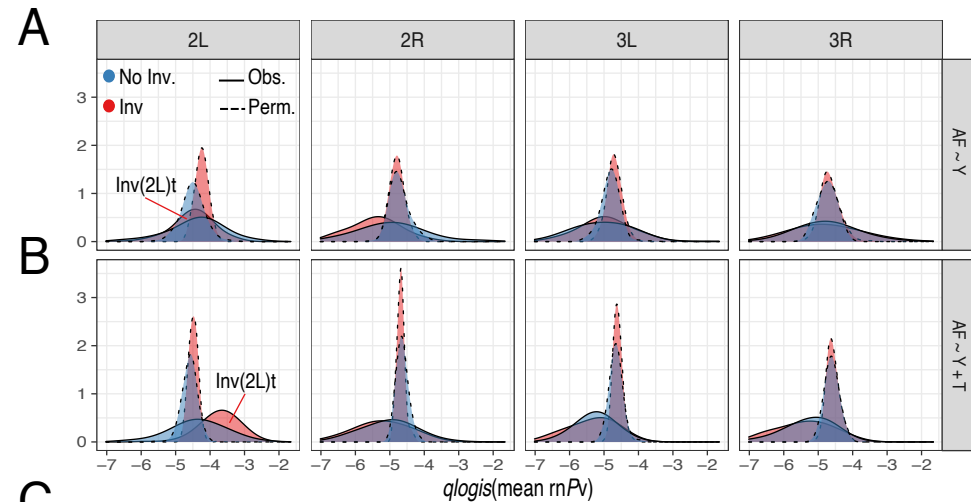 A
2L 2R 3L 3R
No Inv. Obs.
Inv Perm.
Inv(2L)t
3
2
1
0
AF ~ Y
B
Inv(2L)t
3
2
1
0
AF ~ Y + T
−7 −6 −5 −4 −3 −2 −7 −6 −5 −4 −3 −2 −7 −6 −5 −4 −3 −2 −7 −6 −5 −4 −3 −2
qlogis(mean rnPv)
C